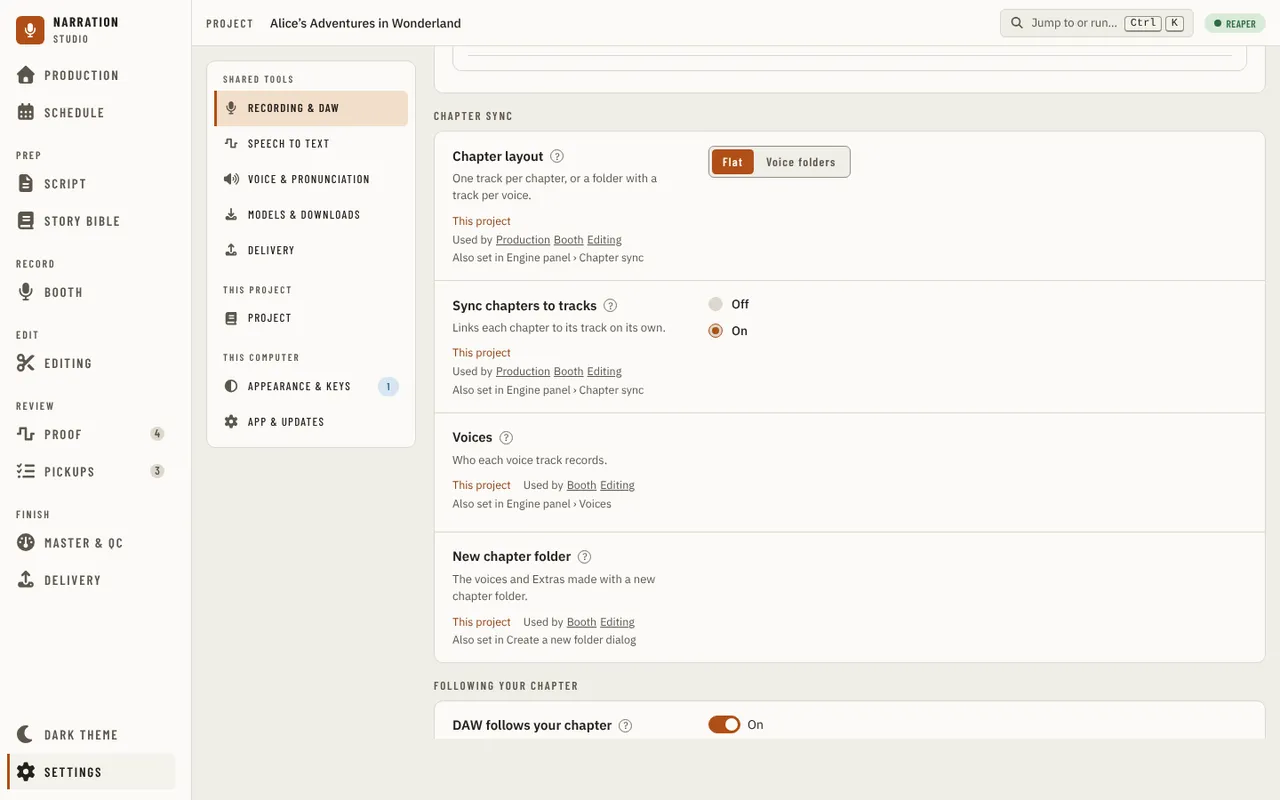 NARRATION
STUDIO
PRODUCTION
SCHEDULE
PREP
SCRIPT
STORY BIBLE
RECORD
BOOTH
EDIT
EDITING
REVIEW
PROOF 4
PICKUPS 3
FINISH
MASTER & QC
DELIVERY
DARK THEME
SETTINGS
PROJECT Alice's Adventures in Wonderland
Jump to or run... Ctrl K
REAPER
SHARED TOOLS
RECORDING & DAW
SPEECH TO TEXT
VOICE & PRONUNCIATION
MODELS & DOWNLOADS
DELIVERY
THIS PROJECT
PROJECT
THIS COMPUTER
APPEARANCE & KEYS 1
APP & UPDATES
CHAPTER SYNC
Chapter layout ?
One track per chapter, or a folder with a
track per voice.
This project
Used by Production Booth Editing
Also set in Engine panel › Chapter sync
Flat Voice folders
Sync chapters to tracks ?
Links each chapter to its track on its own.
This project
Used by Production Booth Editing
Also set in Engine panel › Chapter sync
Off
On
Voices ?
Who each voice track records.
This project Used by Booth Editing
Also set in Engine panel › Voices
New chapter folder ?
The voices and Extras made with a new
chapter folder.
This project Used by Booth Editing
Also set in Create a new folder dialog
FOLLOWING YOUR CHAPTER
DAW follows your chapter ?
On